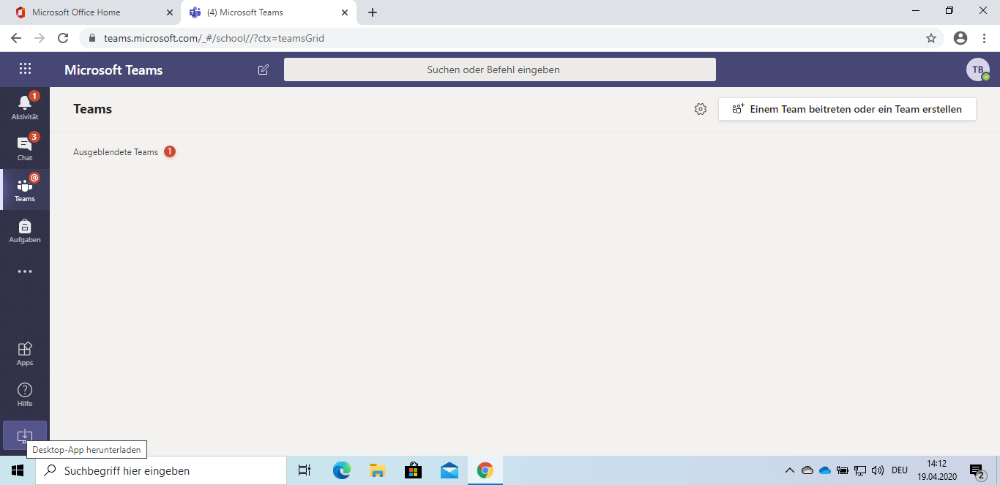 Microsoft Office Home
(4) Microsoft Teams
teams.microsoft.com/_#/school//?ctx=teamsGrid
Microsoft Teams
Suchen oder Befehl eingeben
TB
1
Aktivität
3
Chat
@
Teams
Aufgaben
Apps
Hilfe
Desktop-App herunterladen
Teams
Einem Team beitreten oder ein Team erstellen
Ausgeblendete Teams 1
Suchbegriff hier eingeben
DEU
14:12
19.04.2020
2